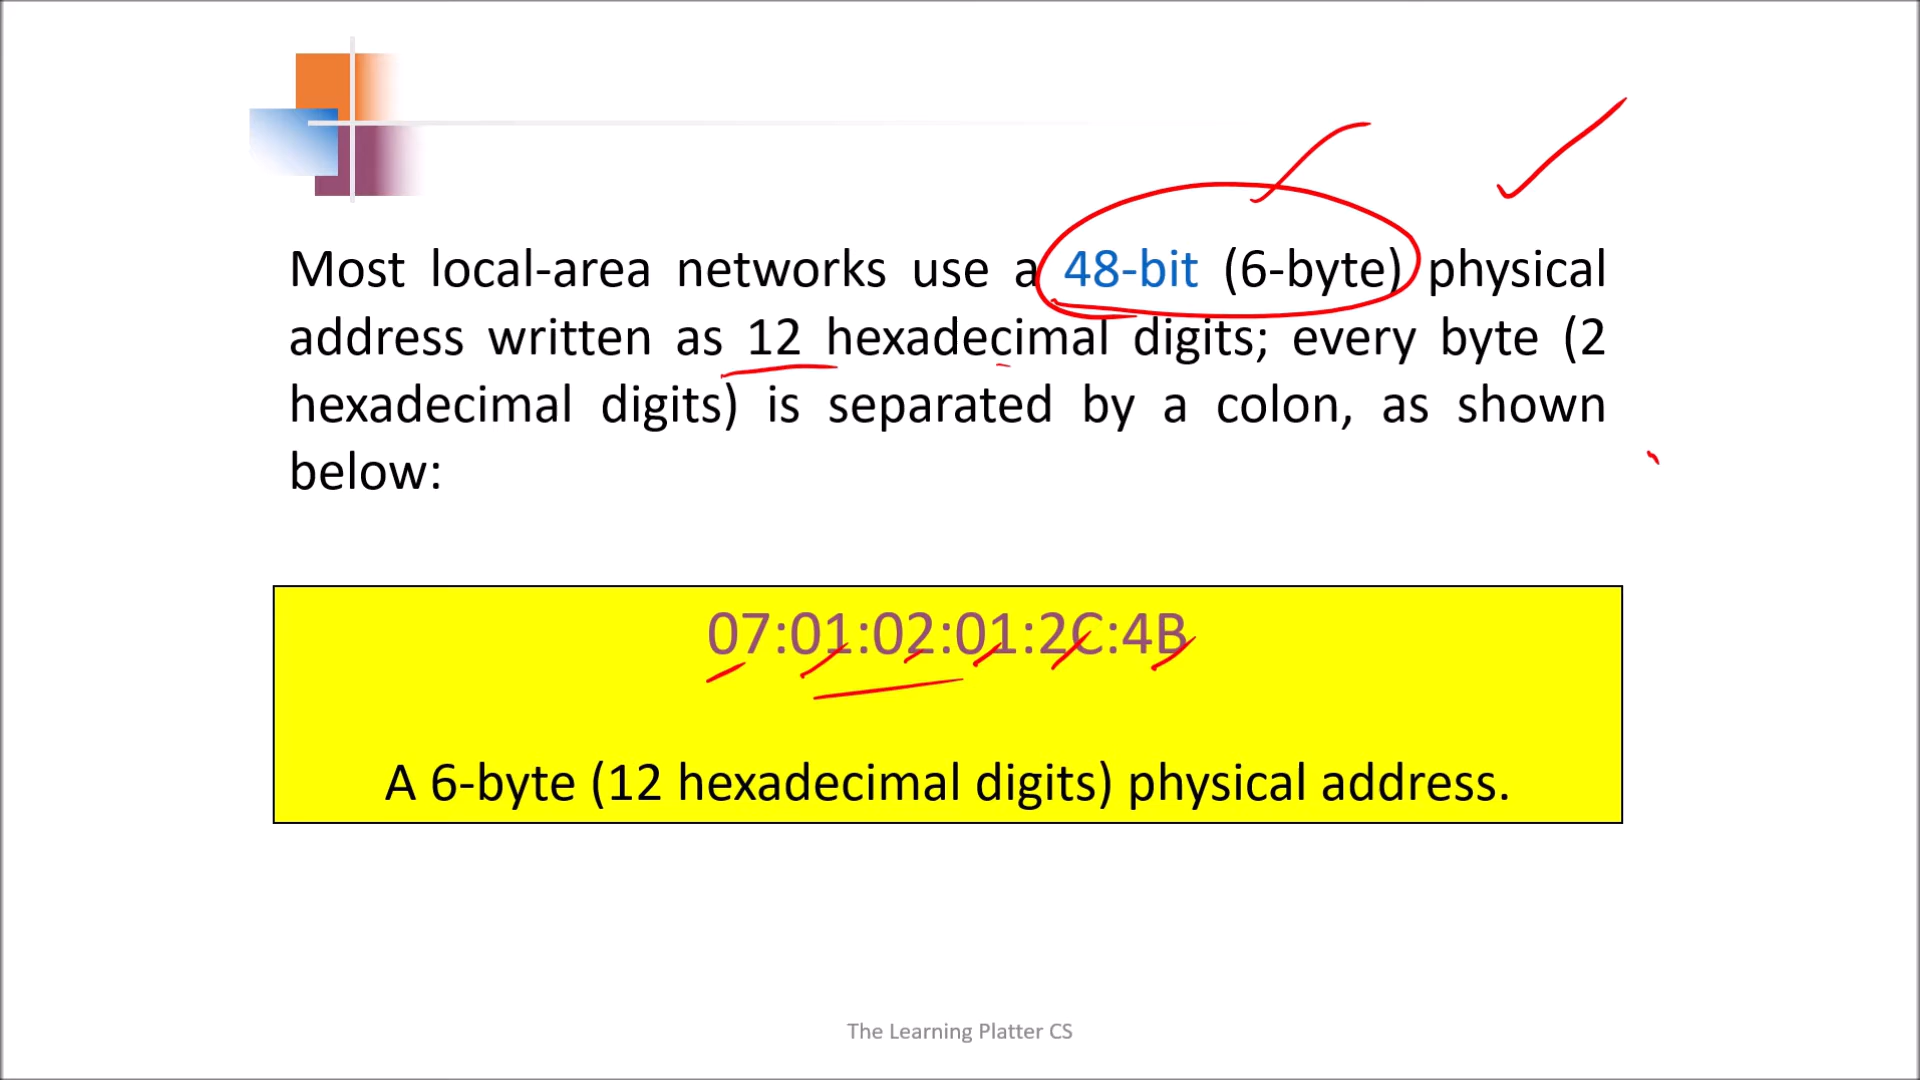 Most local-area networks use a 48-bit (6-byte) physical
address written as 12 hexadecimal digits; every byte (2
hexadecimal digits) is separated by a colon, as shown
below:
07:01:02:01:2C:4B
A 6-byte (12 hexadecimal digits) physical address.
The Learning Platter CS